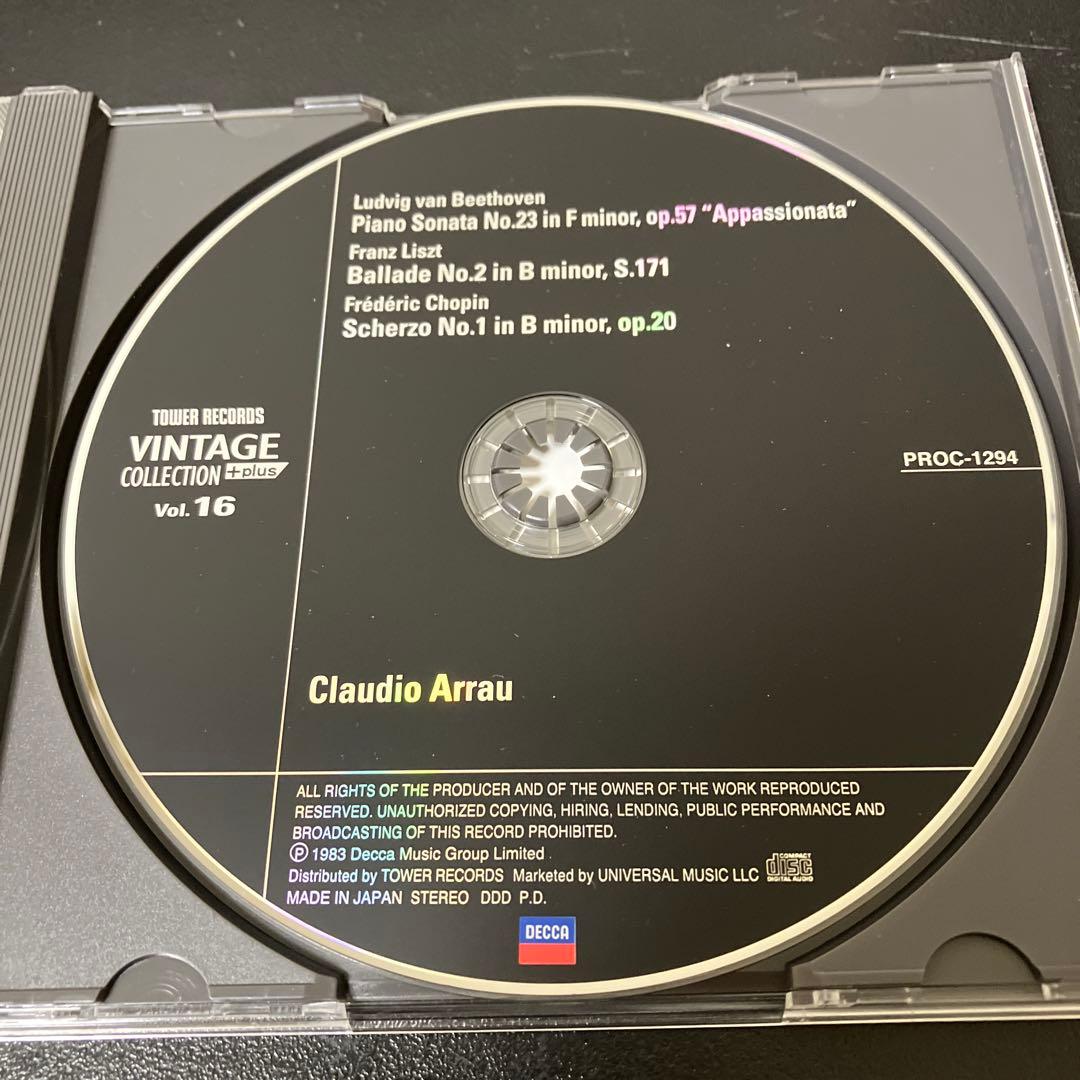 Ludvig van Beethoven
Piano Sonata No.23 in F minor, op.57 "Appassionata"
Franz Liszt
Ballade No.2 in B minor, S.171
Frédéric Chopin
Scherzo No.1 in B minor, op.20
TOWER RECORDS
VINTAGE
COLLECTION +plus
Vol. 16
PROC-1294
Claudio Arrau
ALL RIGHTS OF THE PRODUCER AND OF THE OWNER OF THE WORK REPRODUCED
RESERVED. UNAUTHORIZED COPYING, HIRING, LENDING, PUBLIC PERFORMANCE AND
BROADCASTING OF THIS RECORD PROHIBITED.
Ⓟ 1983 Decca Music Group Limited
Distributed by TOWER RECORDS Marketed by UNIVERSAL MUSIC LLC
COMPACT
disc
DIGITAL AUDIO
MADE IN JAPAN STEREO DDD P.D.
DECCA